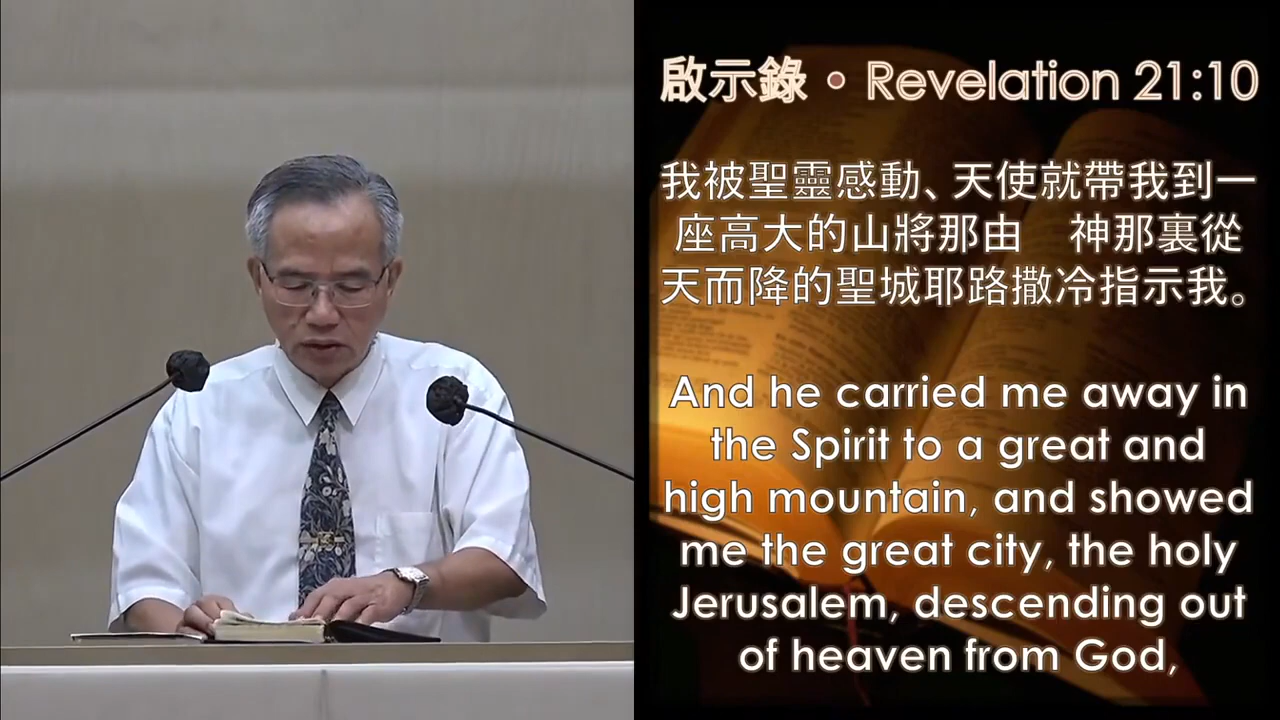 啟示錄 • Revelation 21:10
我被聖靈感動、天使就帶我到一
座高大的山將那由　神那裏從
天而降的聖城耶路撒冷指示我。
And he carried me away in
the Spirit to a great and
high mountain, and showed
me the great city, the holy
Jerusalem, descending out
of heaven from God,